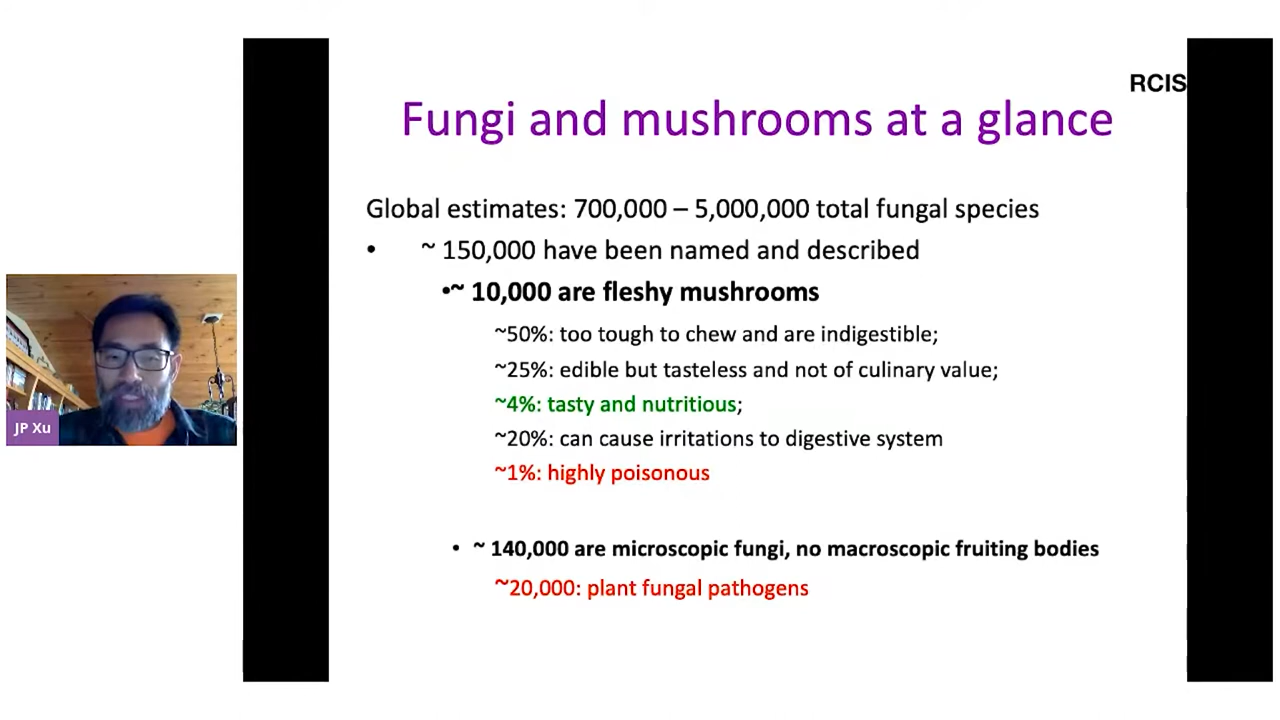 RCIS
Fungi and mushrooms at a glance
Global estimates: 700,000 – 5,000,000 total fungal species
• ~ 150,000 have been named and described
•~ 10,000 are fleshy mushrooms
~50%: too tough to chew and are indigestible;
~25%: edible but tasteless and not of culinary value;
~4%: tasty and nutritious;
~20%: can cause irritations to digestive system
~1%: highly poisonous
• ~ 140,000 are microscopic fungi, no macroscopic fruiting bodies
~20,000: plant fungal pathogens
JP Xu